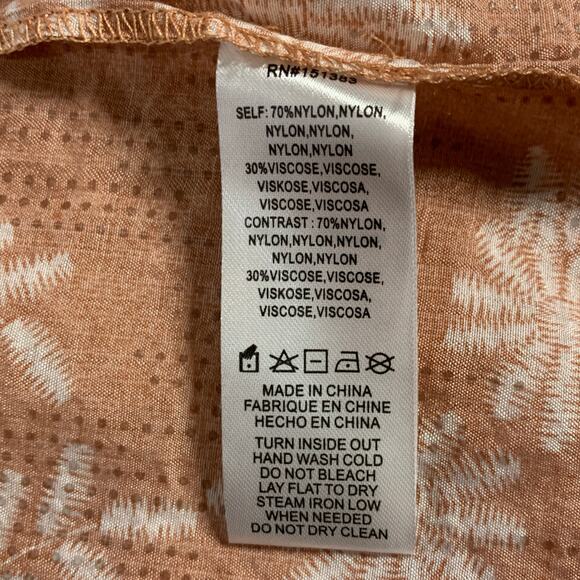 RN#151383
SELF: 70%NYLON,NYLON,
NYLON,NYLON,
NYLON,NYLON
30%VISCOSE,VISCOSE,
VISKOSE,VISCOSA,
VISCOSE,VISCOSA
CONTRAST : 70%NYLON,
NYLON,NYLON,NYLON,
NYLON,NYLON
30%VISCOSE,VISCOSE,
VISKOSE,VISCOSA,
VISCOSE,VISCOSA
MADE IN CHINA
FABRIQUE EN CHINE
HECHO EN CHINA
TURN INSIDE OUT
HAND WASH COLD
DO NOT BLEACH
LAY FLAT TO DRY
STEAM IRON LOW
WHEN NEEDED
DO NOT DRY CLEAN